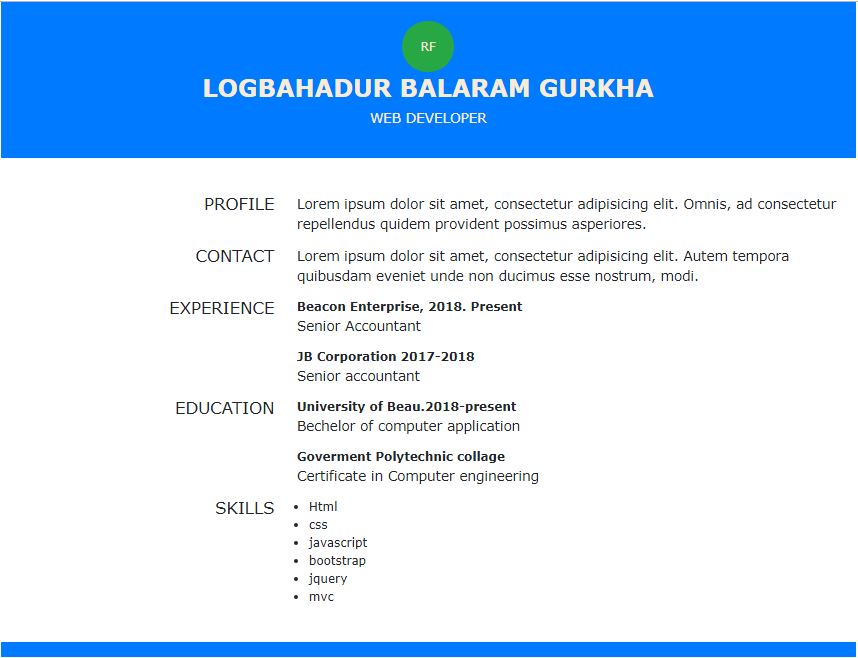 RF
LOGBAHADUR BALARAM GURKHA
WEB DEVELOPER
PROFILE
Lorem ipsum dolor sit amet, consectetur adipisicing elit. Omnis, ad consectetur
repellendus quidem provident possimus asperiores.
CONTACT
Lorem ipsum dolor sit amet, consectetur adipisicing elit. Autem tempora
quibusdam eveniet unde non ducimus esse nostrum, modi.
EXPERIENCE
Beacon Enterprise, 2018. Present
Senior Accountant
JB Corporation 2017-2018
Senior accountant
EDUCATION
University of Beau.2018-present
Bechelor of computer application
Goverment Polytechnic collage
Certificate in Computer engineering
SKILLS
• Html
• css
• javascript
• bootstrap
• jquery
• mvc